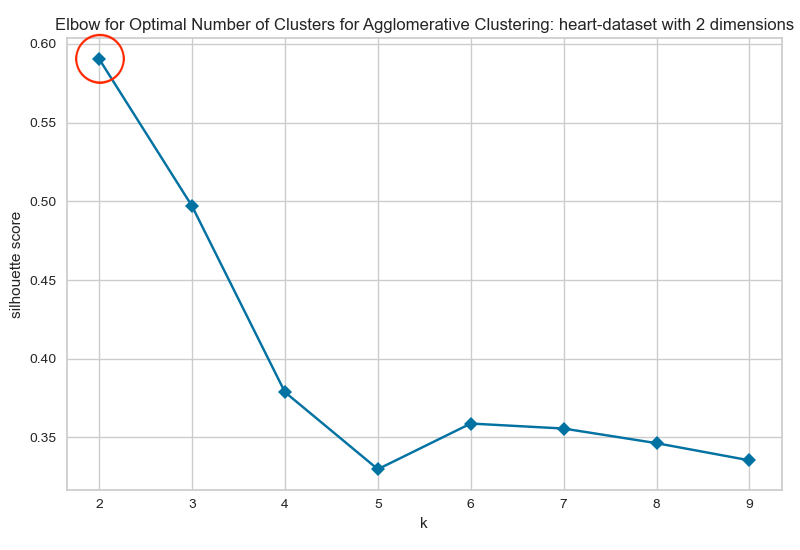 Elbow for Optimal Number of Clusters for Agglomerative Clustering: heart-dataset with 2 dimensions
0.60
0.55
0.50
0.45
0.40
0.35
silhouette score
2 3 4 5 6 7 8 9
k